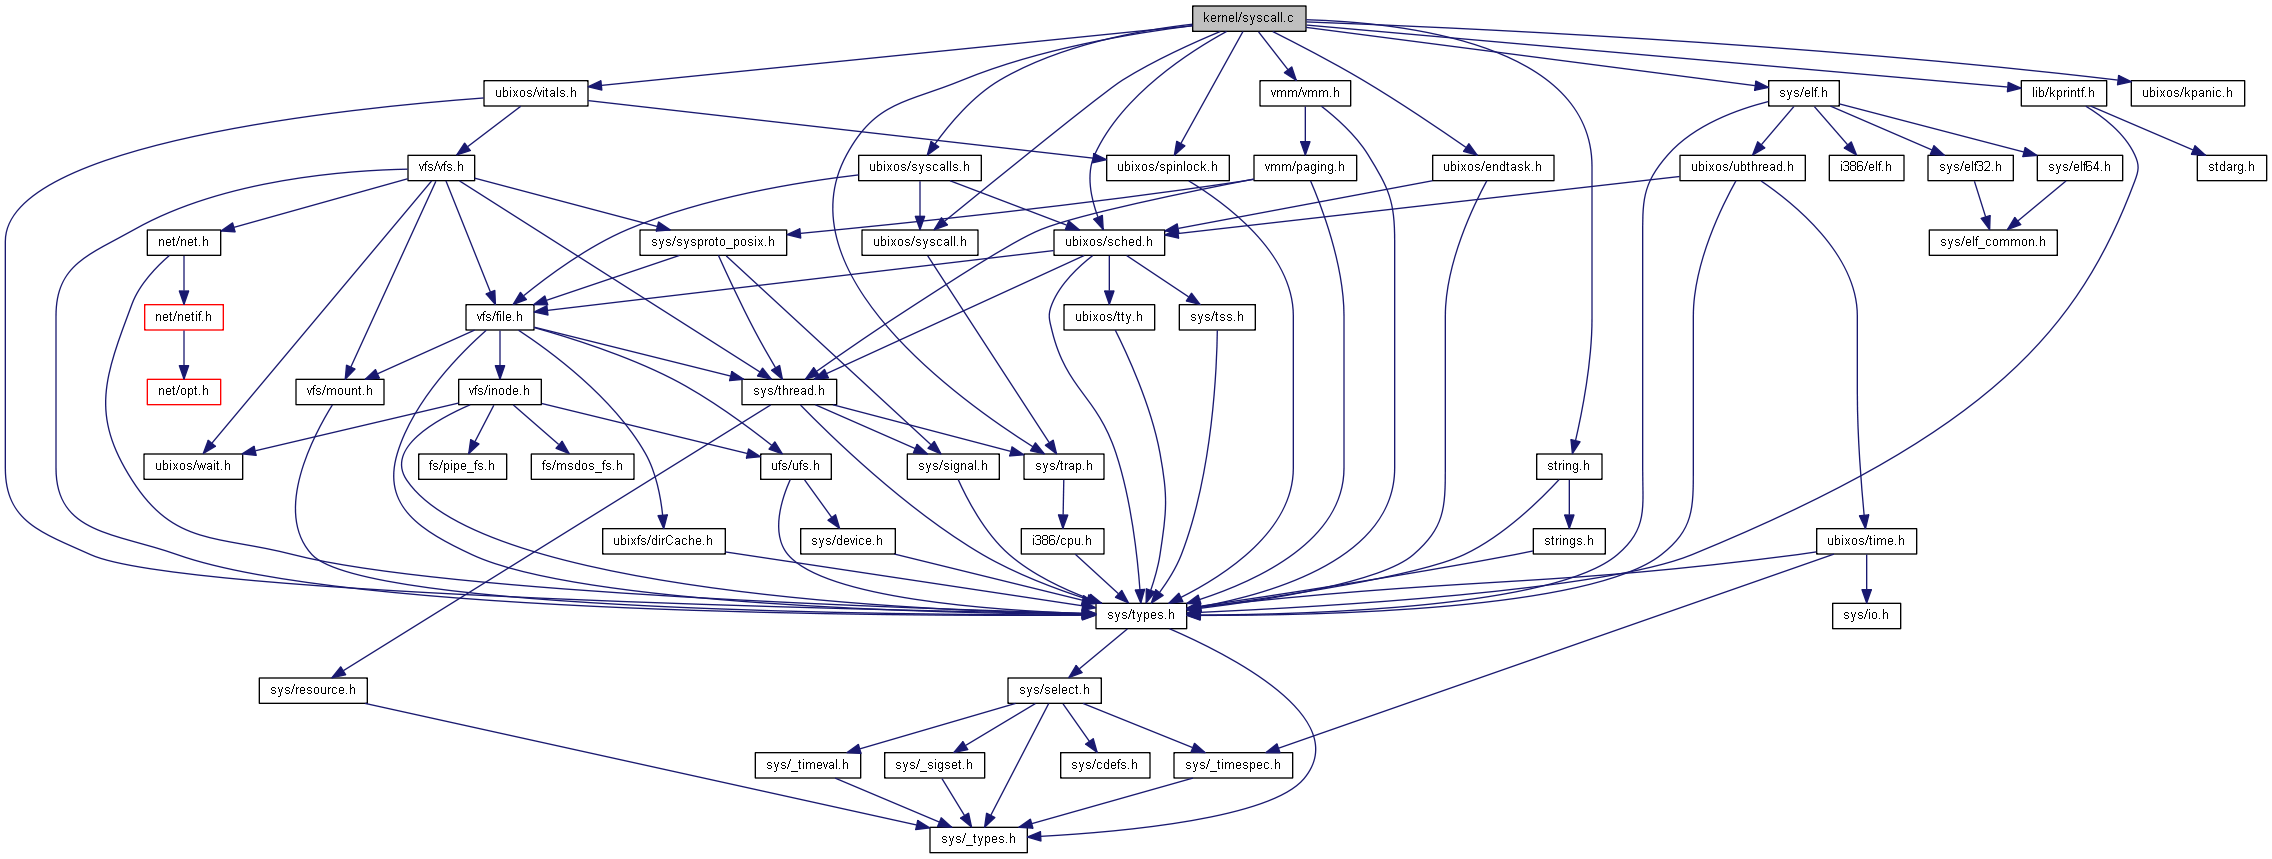 kernel/syscall.c
ubixos/vitals.h
vmm/vmm.h
sys/elf.h
lib/kprintf.h
ubixos/kpanic.h
vfs/vfs.h
ubixos/syscalls.h
ubixos/spinlock.h
vmm/paging.h
ubixos/endtask.h
ubixos/ubthread.h
i386/elf.h
sys/elf32.h
sys/elf64.h
stdarg.h
net/net.h
sys/sysproto_posix.h
ubixos/syscall.h
ubixos/sched.h
sys/elf_common.h
net/netif.h
vfs/file.h
ubixos/tty.h
sys/tss.h
net/opt.h
vfs/mount.h
vfs/inode.h
sys/thread.h
ubixos/wait.h
fs/pipe_fs.h
fs/msdos_fs.h
ufs/ufs.h
sys/signal.h
sys/trap.h
string.h
ubixfs/dirCache.h
sys/device.h
i386/cpu.h
strings.h
ubixos/time.h
sys/types.h
sys/io.h
sys/resource.h
sys/select.h
sys/_timeval.h
sys/_sigset.h
sys/cdefs.h
sys/_timespec.h
sys/_types.h